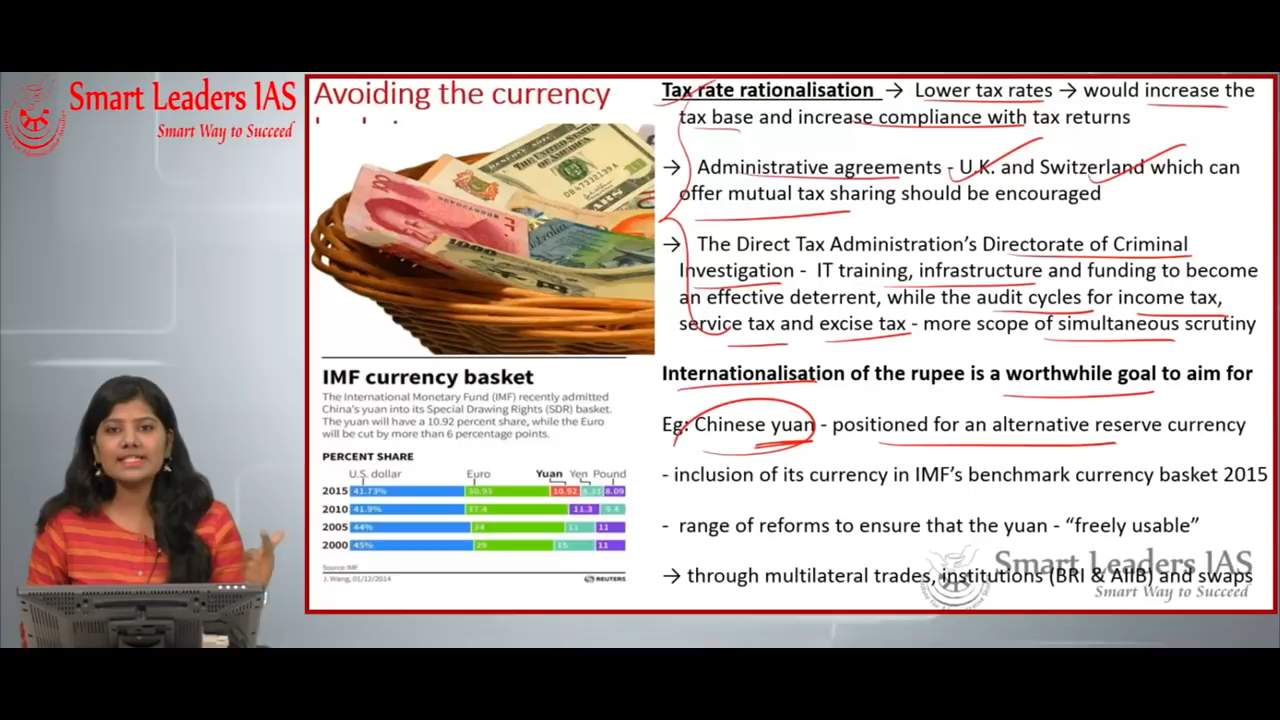 Smart Leaders IAS
Smart Way to Succeed
Avoiding the currency
Tax rate rationalisation → Lower tax rates → would increase the
tax base and increase compliance with tax returns
→ Administrative agreements - U.K. and Switzerland which can
offer mutual tax sharing should be encouraged
→ The Direct Tax Administration's Directorate of Criminal
Investigation - IT training, infrastructure and funding to become
an effective deterrent, while the audit cycles for income tax,
service tax and excise tax - more scope of simultaneous scrutiny
Internationalisation of the rupee is a worthwhile goal to aim for
Eg: Chinese yuan - positioned for an alternative reserve currency
- inclusion of its currency in IMF's benchmark currency basket 2015
- range of reforms to ensure that the yuan - “freely usable”
→ through multilateral trades, institutions (BRI & AIIB) and swaps
Smart Leaders IAS
Smart Way to Succeed
IMF currency basket
The International Monetary Fund (IMF) recently admitted
China's yuan into its Special Drawing Rights (SDR) basket.
The yuan will have a 10.92 percent share, while the Euro
will be cut by more than 6 percentage points.
PERCENT SHARE
U.S. dollar Euro Yuan Yen Pound
2015 41.73% 30.93 10.92 8.33 8.09
2010 41.9% 37.4 11.3 9.4
2005 44% 34 11 11
2000 45% 29 15 11
Source: IMF
J. Wang, 01/12/2014
REUTERS